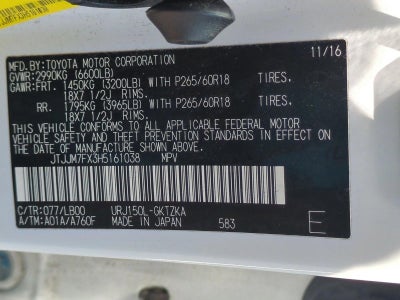 11/16
MFD.BY:TOYOTA MOTOR CORPORATION
GVWR:2990KG (6600LB)
GAWR:FRT. 1450KG (3200LB) WITH P265/60R18 TIRES.
18X7 1/2J RIMS.
RR. 1795KG (3965LB) WITH P265/60R18 TIRES.
18X7 1/2J RIMS.
THIS VEHICLE CONFORMS TO ALL APPLICABLE FEDERAL MOTOR
VEHICLE SAFETY AND THEFT PREVENTION STANDARDS IN EFFECT ON
THE DATE OF MANUFACTURE SHOWN ABOVE.
JTJJM7FX3H5161038 MPV
C/TR:077/LB00 URJ150L-GKTZKA
A/TM:A01A/A760F MADE IN JAPAN 583
E